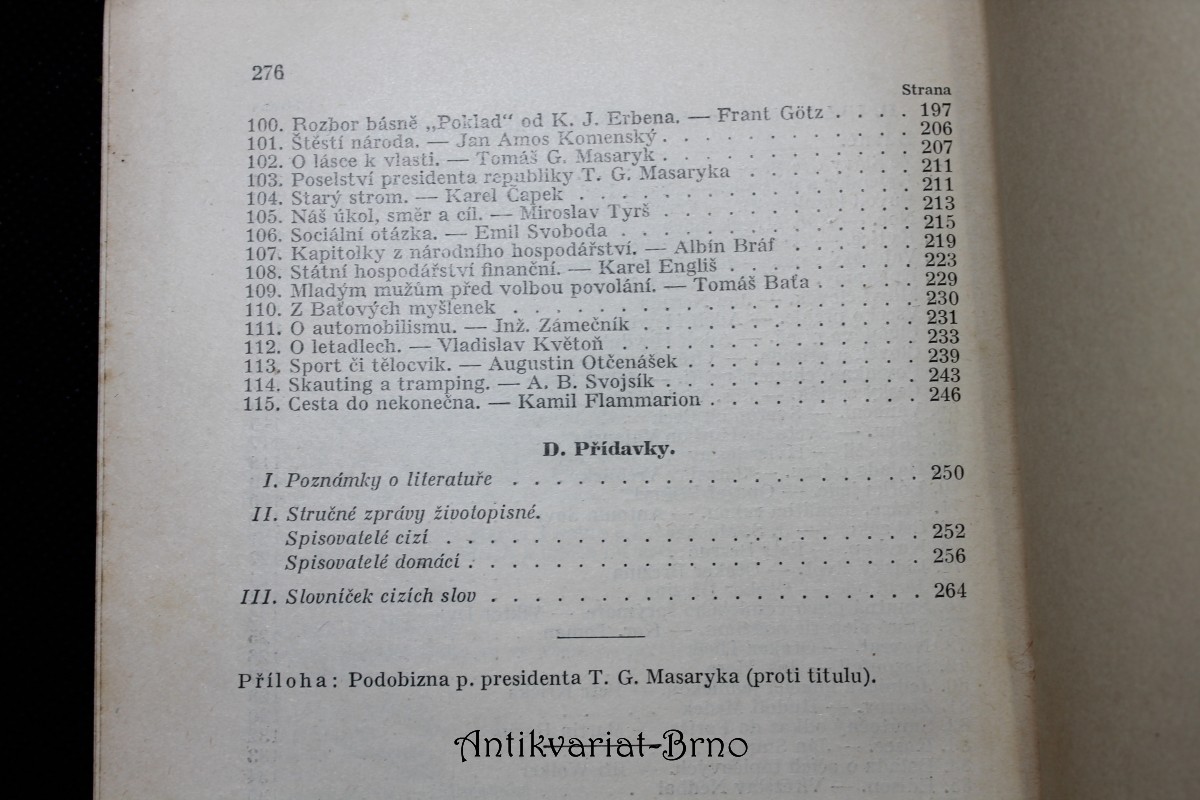 276
Strana
100. Rozbor básně „Poklad“ od K. J. Erbena. — Frant Götz . . . . 197
101. Štěstí národa. — Jan Amos Komenský . . . . . . . . . . . 206
102. O lásce k vlasti. — Tomáš G. Masaryk . . . . . . . . . . . 207
103. Poselství presidenta republiky T. G. Masaryka . . . . . . . . 211
104. Starý strom. — Karel Čapek . . . . . . . . . . . . . . . 211
105. Náš úkol, směr a cíl. — Miroslav Tyrš . . . . . . . . . . . 213
106. Sociální otázka. — Emil Svoboda . . . . . . . . . . . . . 215
107. Kapitolky z národního hospodářství. — Albín Bráf . . . . . . 219
108. Státní hospodářství finanční. — Karel Engliš . . . . . . . . 223
109. Mladým mužům před volbou povolání. — Tomáš Baťa . . . . . 229
110. Z Baťových myšlenek . . . . . . . . . . . . . . . . . . 230
111. O automobilismu. — Inž. Zámečník . . . . . . . . . . . . 231
112. O letadlech. — Vladislav Květoň . . . . . . . . . . . . . 233
113. Sport či tělocvik. — Augustin Otčenášek . . . . . . . . . . 239
114. Skauting a tramping. — A. B. Svojsík . . . . . . . . . . . 243
115. Cesta do nekonečna. — Kamil Flammarion . . . . . . . . . 246
D. Přídavky.
I. Poznámky o literatuře . . . . . . . . . . . . . . . . . . 250
II. Stručné zprávy životopisné.
Spisovatelé cizí . . . . . . . . . . . . . . . . . . . . . 252
Spisovatelé domácí . . . . . . . . . . . . . . . . . . . . 256
III. Slovníček cizích slov . . . . . . . . . . . . . . . . . . . 264
Příloha: Podobizna p. presidenta T. G. Masaryka (proti titulu).
Antikvariat-Brno